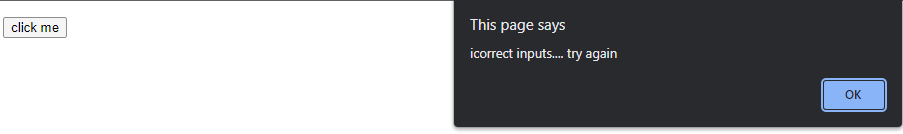 click me
This page says
icorrect inputs.... try again
OK